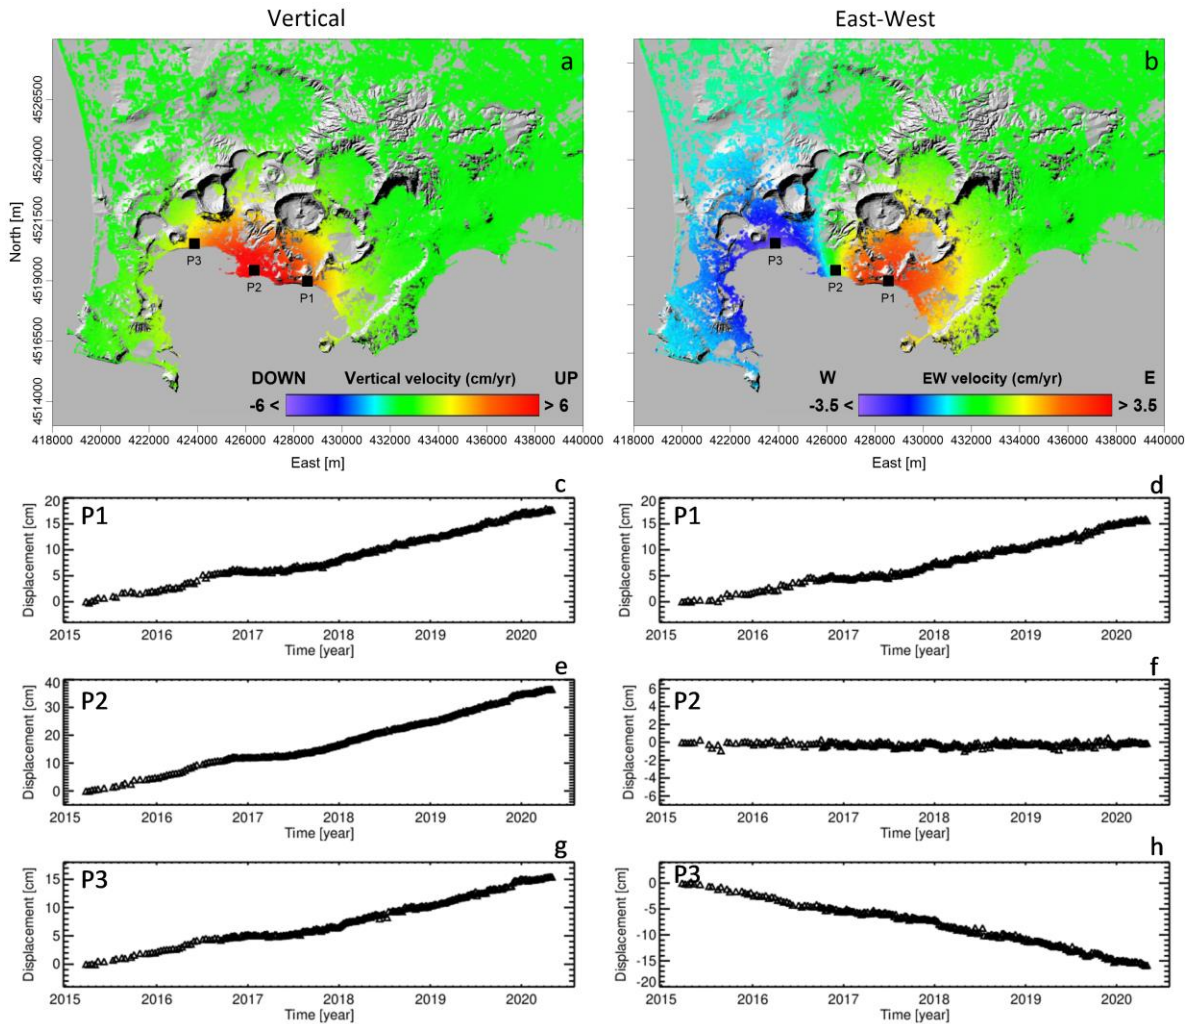 Vertical
East-West
a
b
4526500
4524000
4521500
4519000
4516500
4514000
North [m]
P3
P2
P1
P3
P2
P1
DOWN Vertical velocity (cm/yr) UP
-6 < > 6
W EW velocity (cm/yr) E
-3.5 < > 3.5
418000 420000 422000 424000 426000 428000 430000 432000 434000 436000 438000 440000
East [m]
418000 420000 422000 424000 426000 428000 430000 432000 434000 436000 438000 440000
East [m]
c
P1
20
15
10
5
0
Displacement [cm]
2015 2016 2017 2018 2019 2020
Time [year]
d
P1
20
15
10
5
0
Displacement [cm]
2015 2016 2017 2018 2019 2020
Time [year]
e
P2
40
30
20
10
0
Displacement [cm]
2015 2016 2017 2018 2019 2020
Time [year]
f
P2
6
4
2
0
-2
-4
-6
Displacement [cm]
2015 2016 2017 2018 2019 2020
Time [year]
g
P3
15
10
5
0
Displacement [cm]
2015 2016 2017 2018 2019 2020
Time [year]
h
P3
0
-5
-10
-15
-20
Displacement [cm]
2015 2016 2017 2018 2019 2020
Time [year]